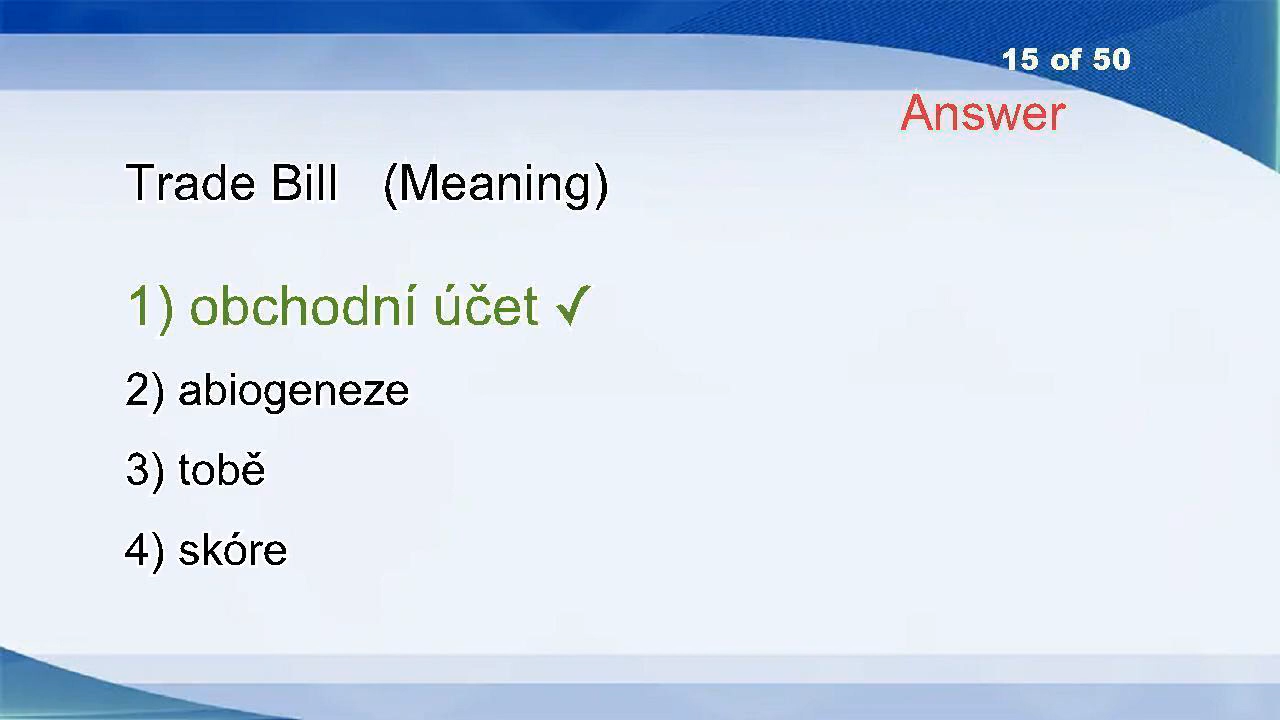 15 of 50
Answer
Trade Bill (Meaning)
1) obchodní účet ✓
2) abiogeneze
3) tobě
4) skóre